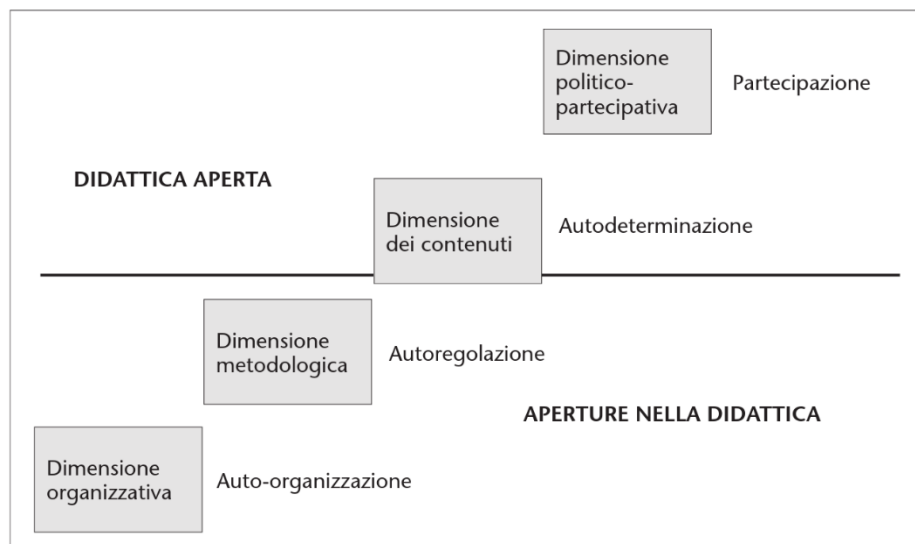 Dimensione
politico-
partecipativa
Partecipazione
DIDATTICA APERTA
Dimensione
dei contenuti
Autodeterminazione
Dimensione
metodologica
Autoregolazione
APERTURE NELLA DIDATTICA
Dimensione
organizzativa
Auto-organizzazione